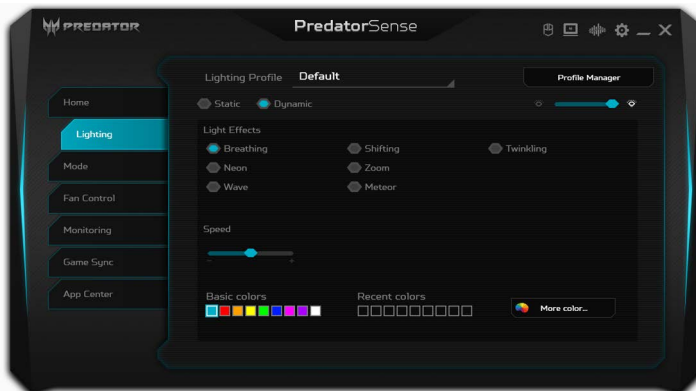 PREDATOR
PredatorSense
Lighting Profile Default
Profile Manager
Static Dynamic
Home
Lighting
Mode
Fan Control
Monitoring
Game Sync
App Center
Light Effects
Breathing Shifting Twinkling
Neon Zoom
Wave Meteor
Speed
- +
Basic colors Recent colors
More color...